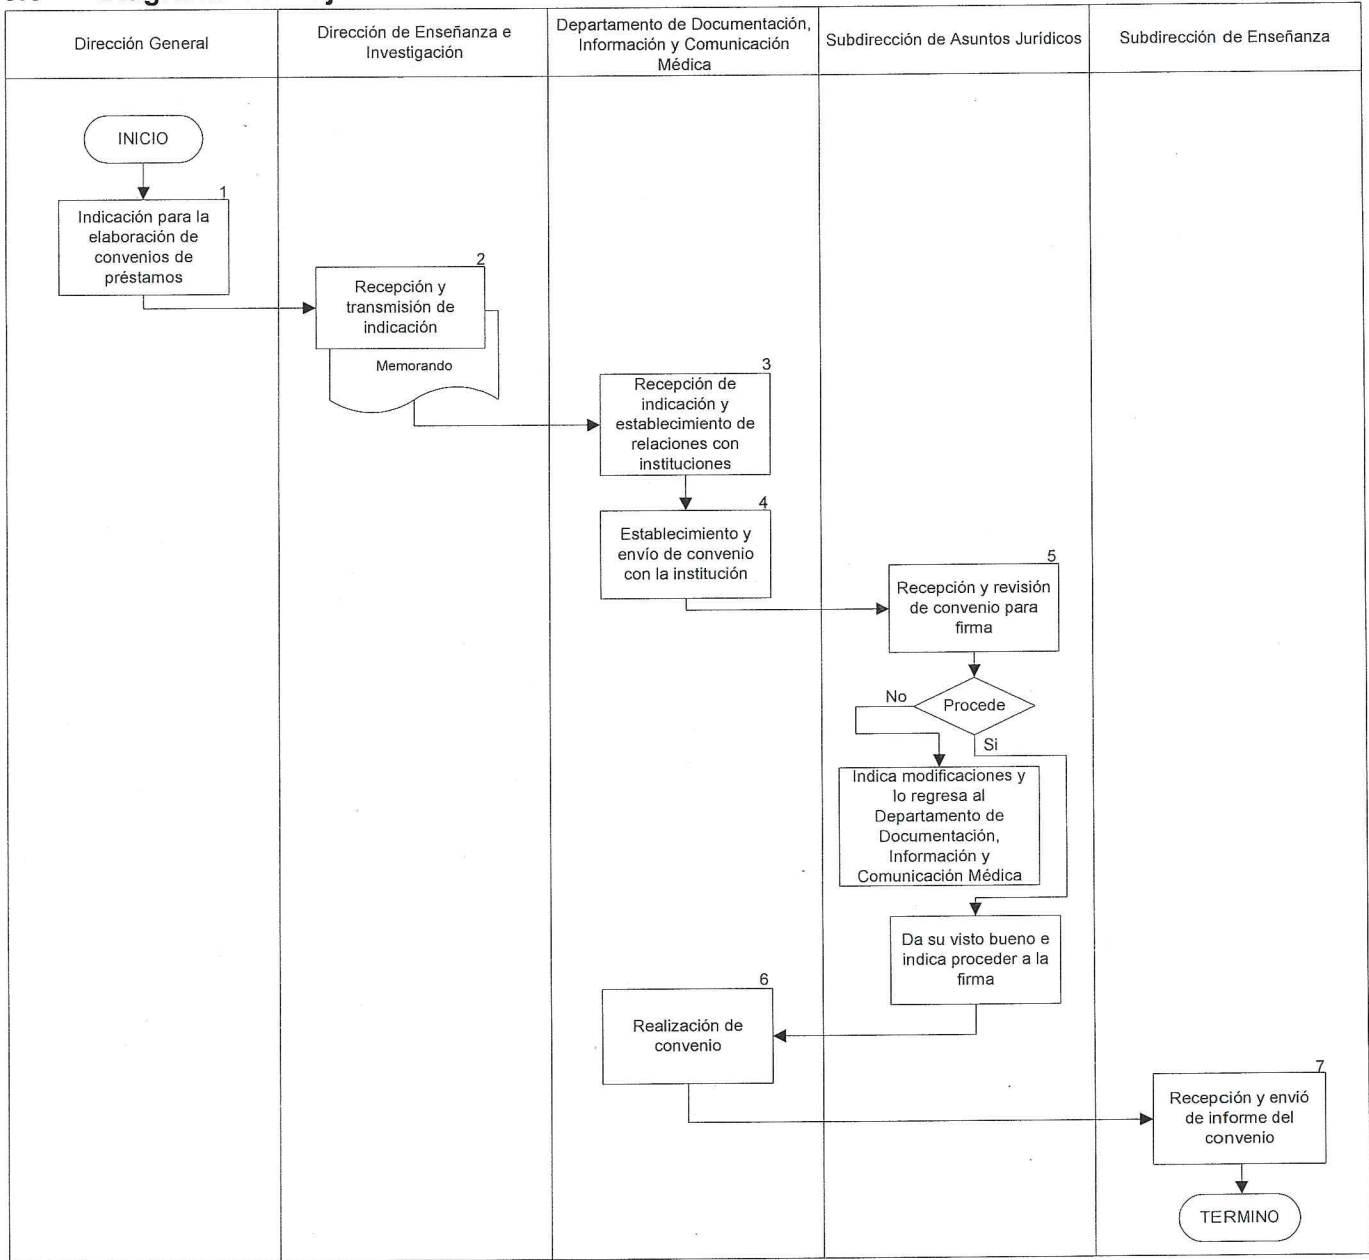 Dirección General
Dirección de Enseñanza e
Investigación
Departamento de Documentación,
Información y Comunicación
Médica
Subdirección de Asuntos Jurídicos
Subdirección de Enseñanza
INICIO
1
Indicación para la
elaboración de
convenios de
préstamos
2
Recepción y
transmisión de
indicación
Memorando
3
Recepción de
indicación y
establecimiento de
relaciones con
instituciones
4
Establecimiento y
envío de convenio
con la institución
5
Recepción y revisión
de convenio para
firma
Procede
No
Si
Indica modificaciones y
lo regresa al
Departamento de
Documentación,
Información y
Comunicación Médica
Da su visto bueno e
indica proceder a la
firma
6
Realización de
convenio
7
Recepción y envió
de informe del
convenio
TERMINO